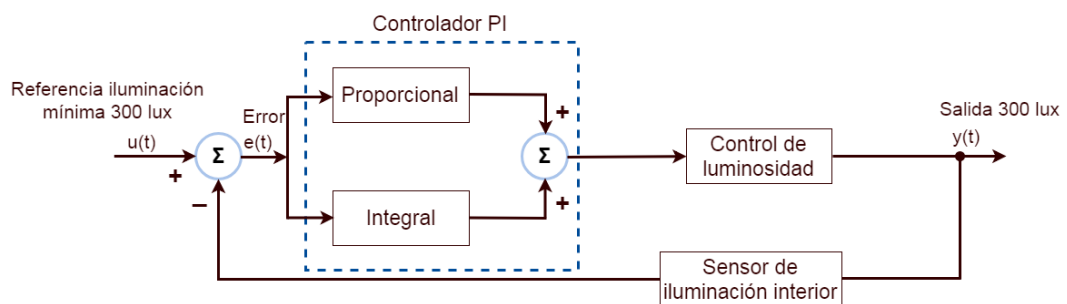 Controlador PI
Referencia iluminación
mínima 300 lux
u(t)
+
−
Σ
Error
e(t)
Proporcional
Integral
+
+
Σ
Control de
luminosidad
Salida 300 lux
y(t)
Sensor de
iluminación interior